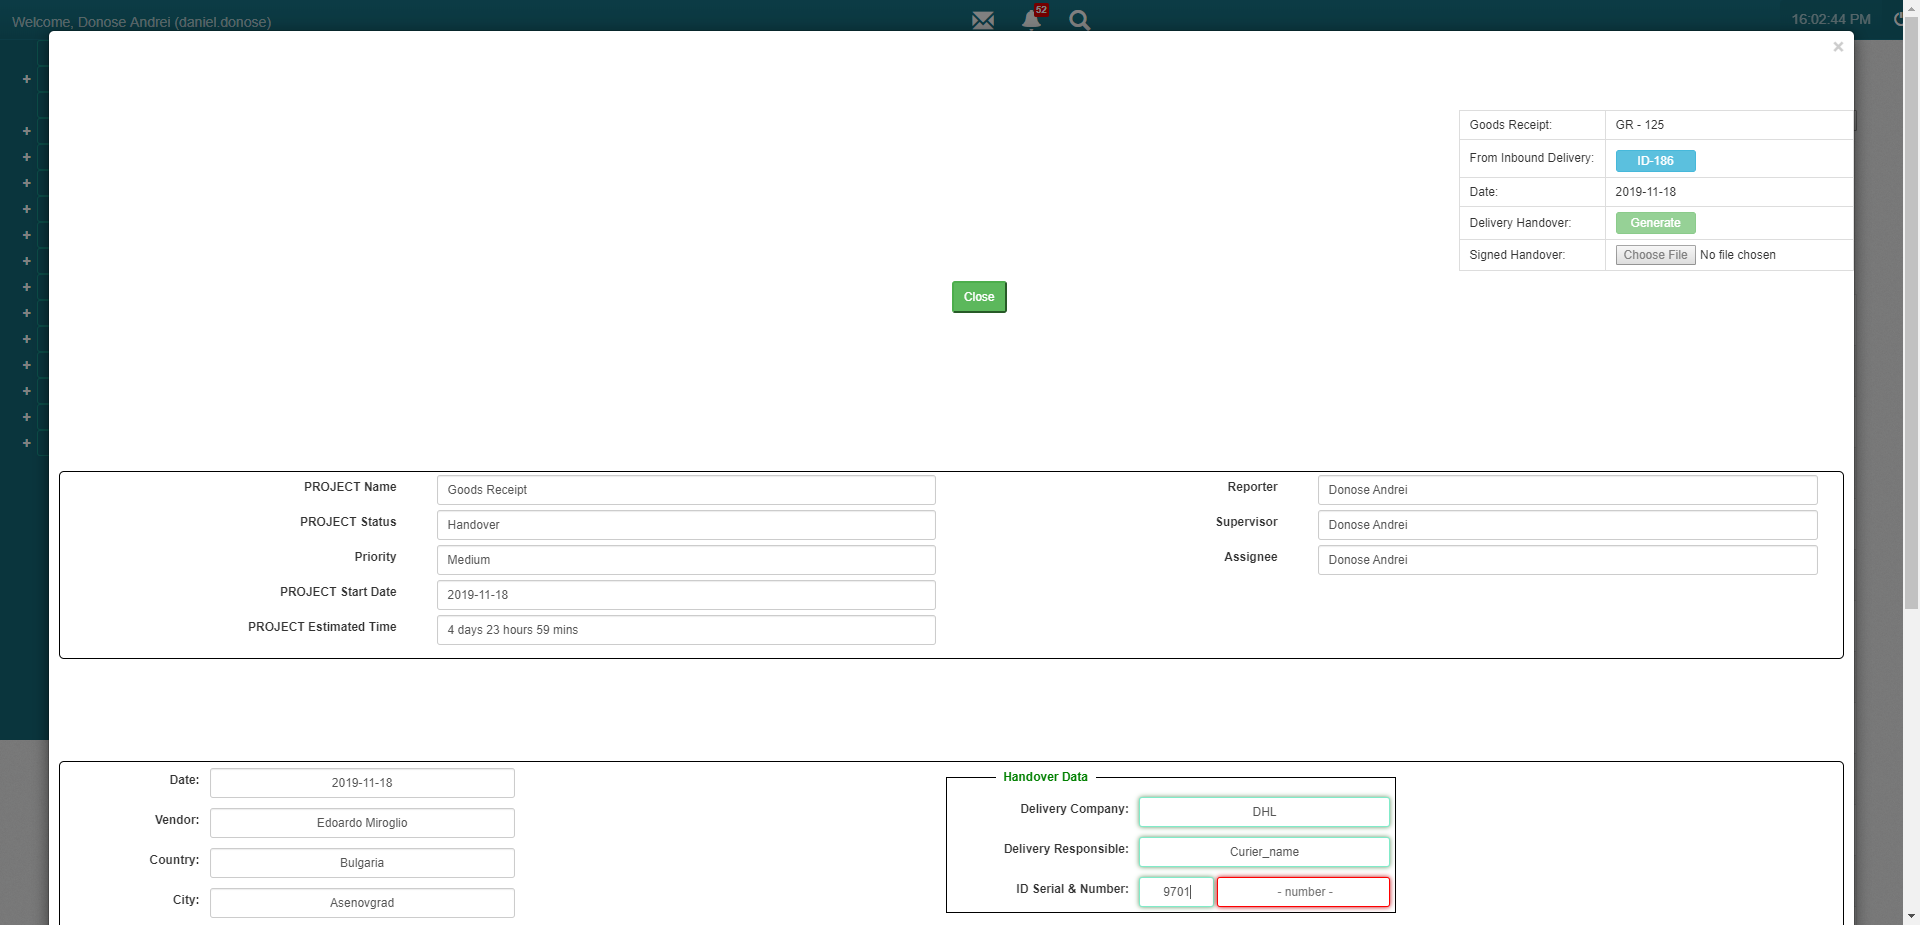 Welcome, Donose Andrei (daniel.donose)
52
16:02:44 PM
×
Goods Receipt: GR - 125
From Inbound Delivery: ID-186
Date: 2019-11-18
Delivery Handover: Generate
Signed Handover: Choose File No file chosen
Close
PROJECT Name Goods Receipt
Reporter Donose Andrei
PROJECT Status Handover
Supervisor Donose Andrei
Priority Medium
Assignee Donose Andrei
PROJECT Start Date 2019-11-18
PROJECT Estimated Time 4 days 23 hours 59 mins
Date: 2019-11-18
Vendor: Edoardo Miroglio
Country: Bulgaria
City: Asenovgrad
Handover Data
Delivery Company: DHL
Delivery Responsible: Curier_name
ID Serial & Number: 9701 - number -